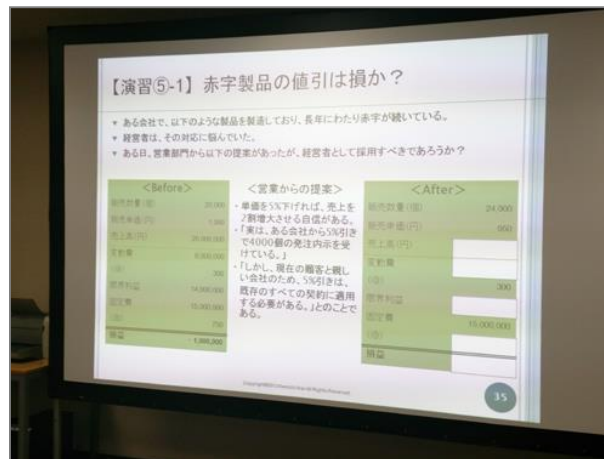 【演習⑤-1】赤字製品の値引は損か？
▼ ある会社で、以下のような製品を製造しており、長年にわたり赤字が続いている。
▼ 経営者は、その対応に悩んでいた。
▼ ある日、営業部門から以下の提案があったが、経営者として採用すべきであろうか？
<Before>
販売数量(個) 20,000
販売単価(円) 1,000
売上高(円) 20,000,000
変動費 6,000,000
(@) 300
限界利益 14,000,000
固定費 15,000,000
(@) 750
損益 - 1,000,000
<営業からの提案>
・単価を5%下げれば、売上を
2割増大させる自信がある。
・「実は、ある会社から5%引き
で4000個の発注内示を受
けている。」
・「しかし、現在の顧客と親し
い会社のため、5%引きは、
既存のすべての契約に適用
する必要がある。」とのことで
ある。
<After>
販売数量(個) 24,000
販売単価(円) 950
売上高(円)
変動費
(@) 300
限界利益
固定費 15,000,000
(@)
損益
35